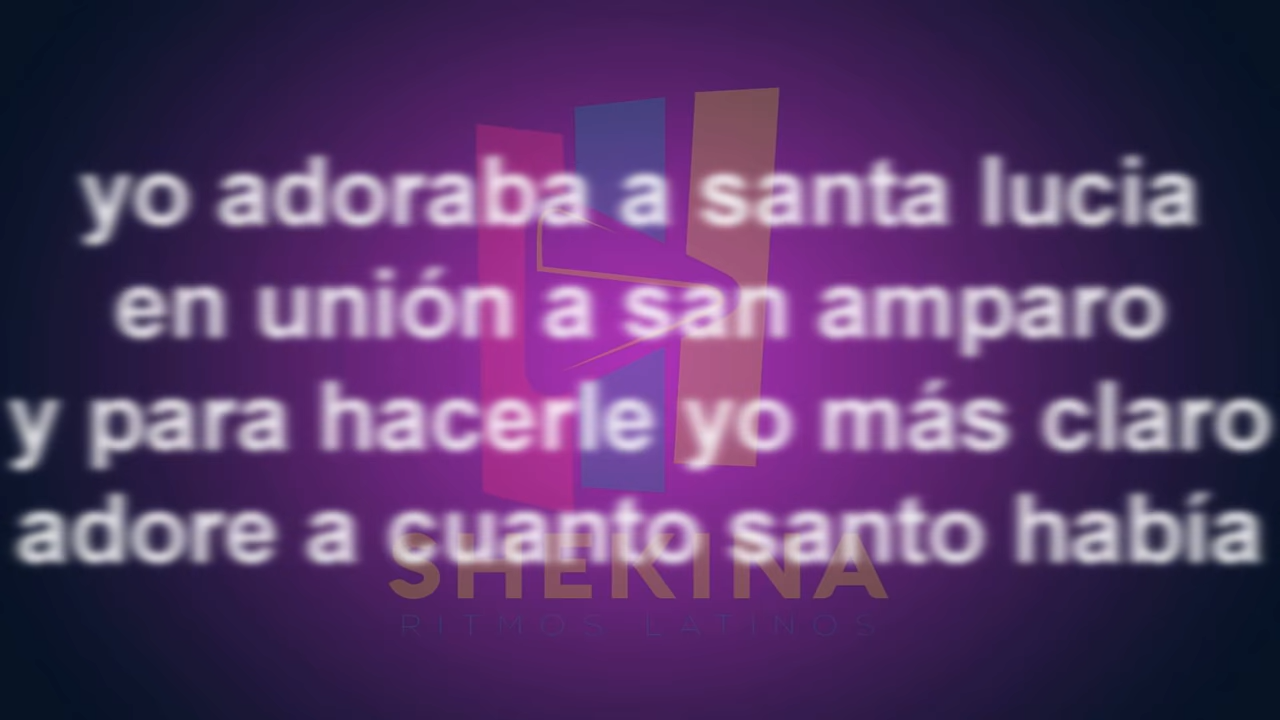 yo adoraba a santa lucia
en unión a san amparo
y para hacerle yo más claro
adore a cuanto santo había
SHEKINA
RITMOS LATINOS